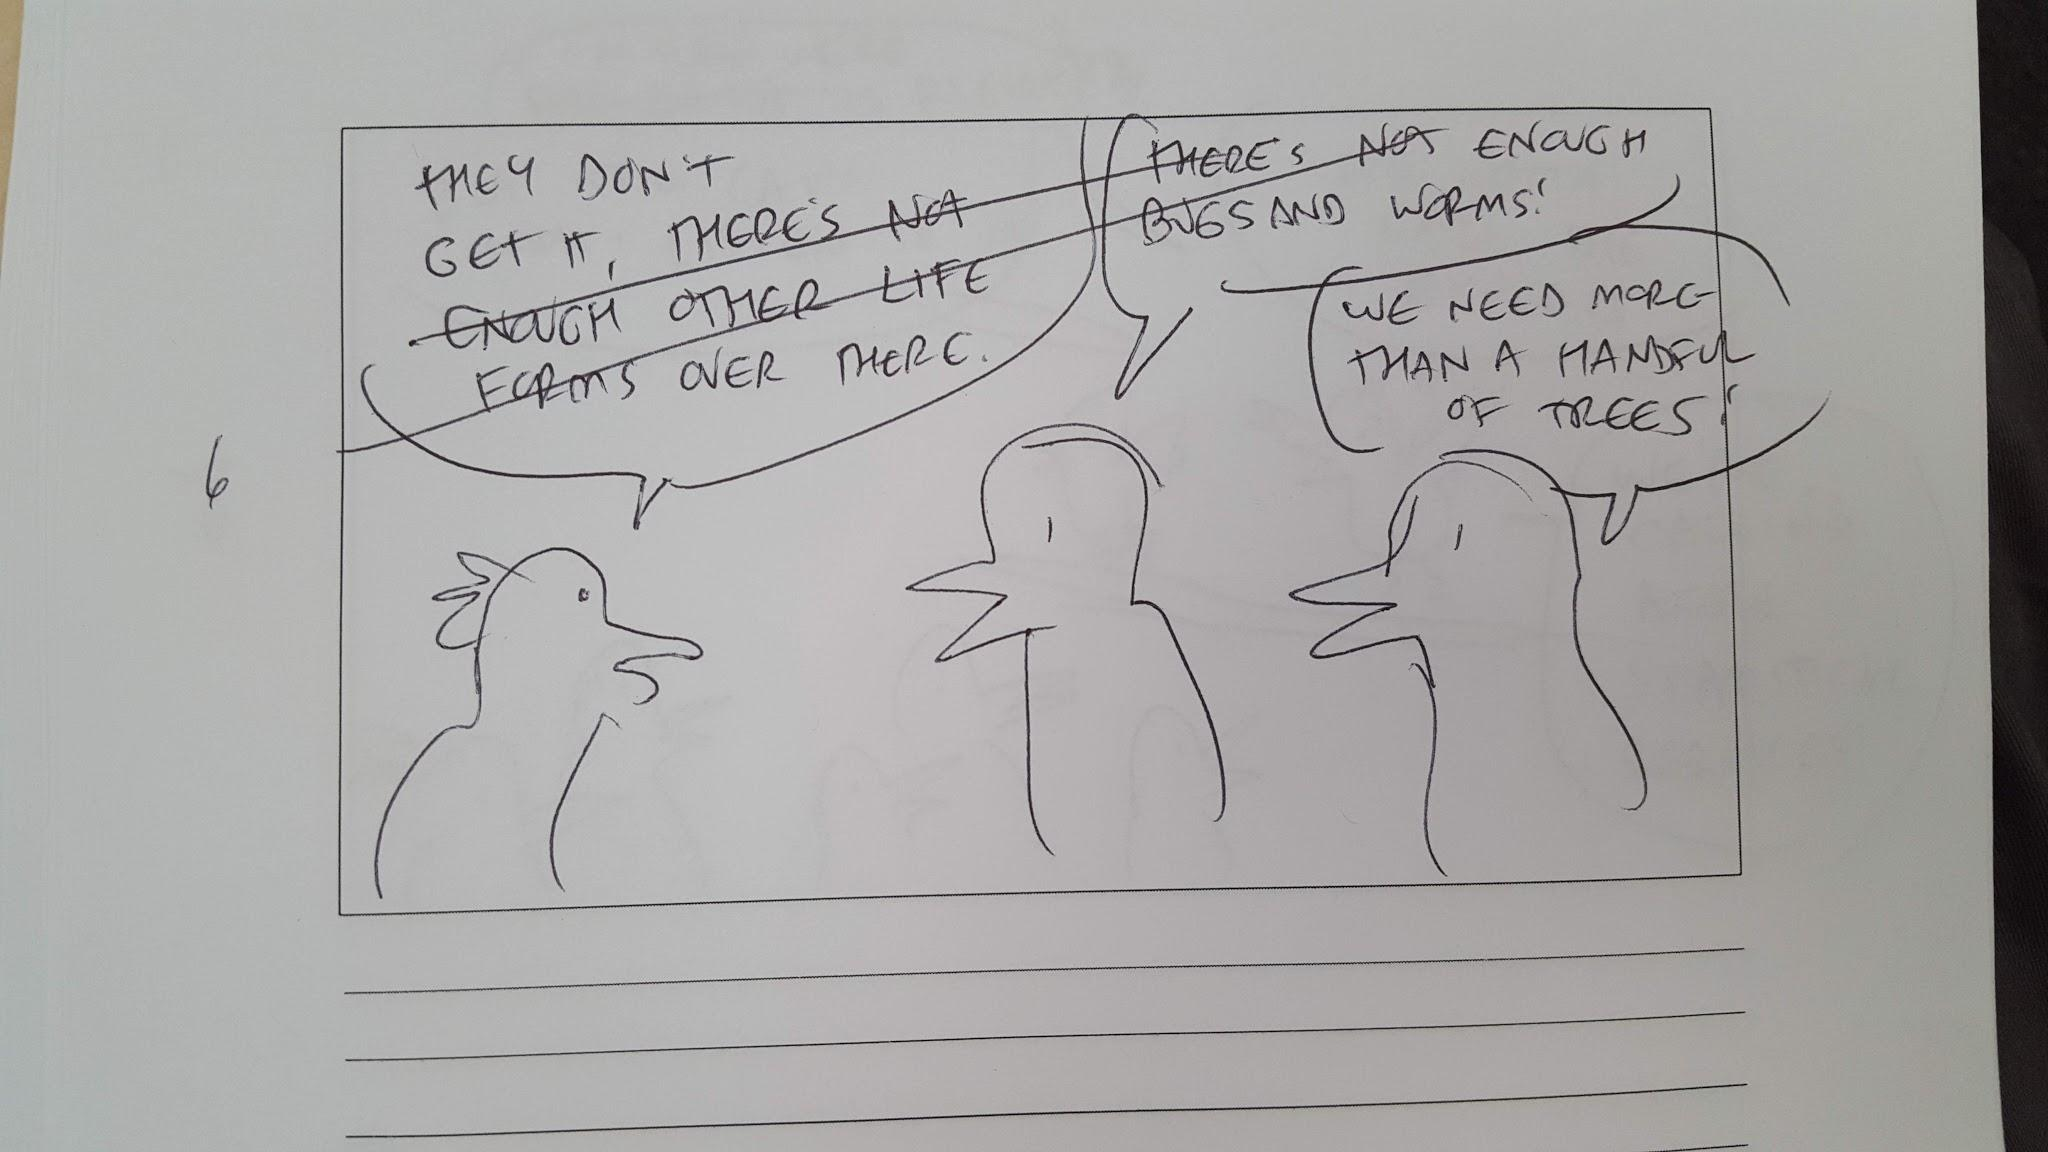 6
THEY DON'T
GET IT, THERE'S NOT
ENOUGH OTHER LIFE
FORMS OVER THERE.
THERE'S NOT ENOUGH
BUGS AND WORMS!
WE NEED MORE
THAN A HANDFUL
OF TREES!